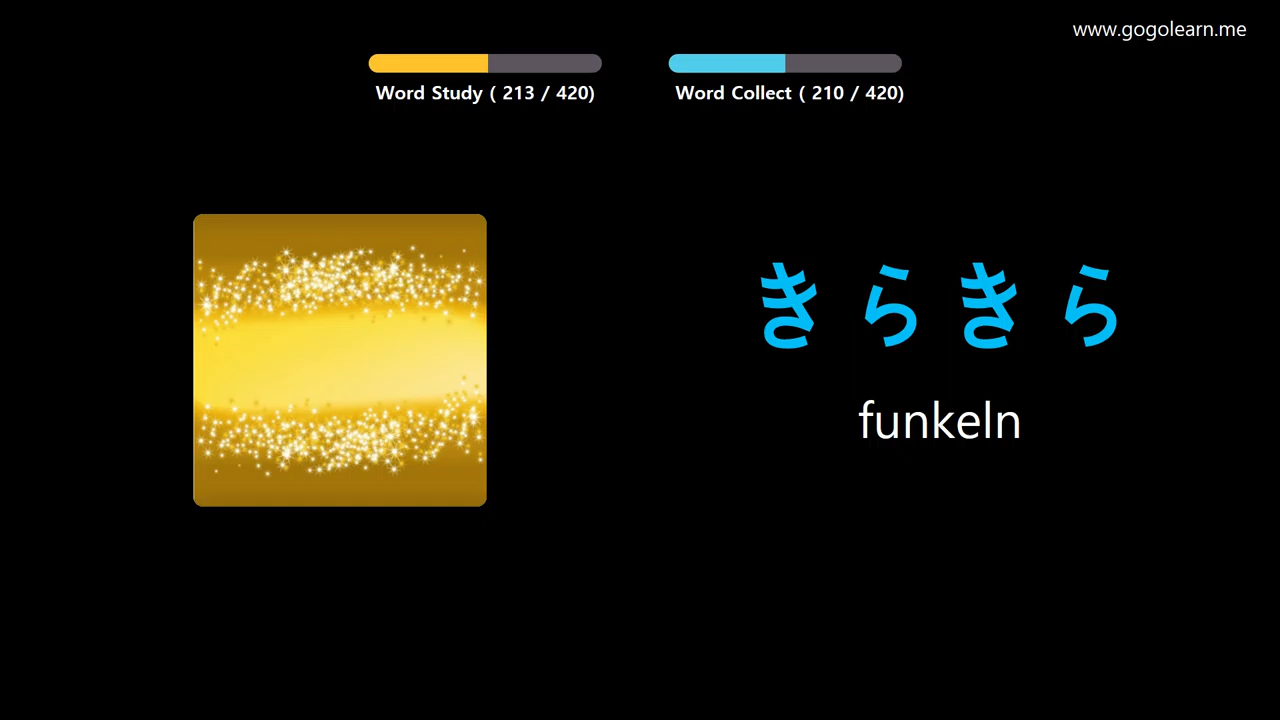 www.gogolearn.me
Word Study ( 213 / 420)
Word Collect ( 210 / 420)
きらきら
funkeln